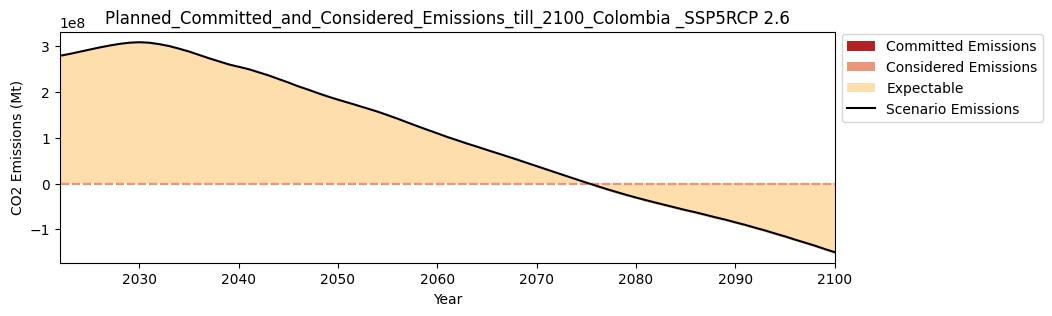 Planned_Committed_and_Considered_Emissions_till_2100_Colombia _SSP5RCP 2.6
1e8
3
2
1
0
−1
CO2 Emissions (Mt)
2030 2040 2050 2060 2070 2080 2090 2100
Year
Committed Emissions
Considered Emissions
Expectable
Scenario Emissions